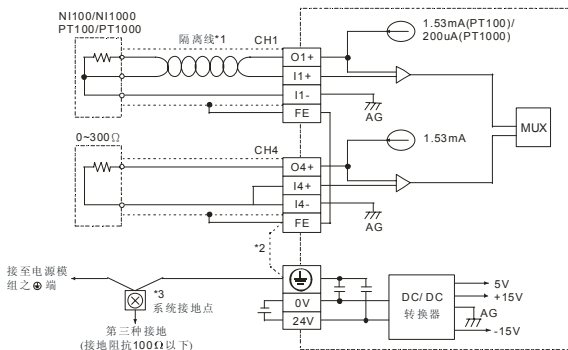 NI100/NI1000
PT100/PT1000
隔离线*1
CH1
O1+
I1+
I1-
FE
1.53mA(PT100)/
200uA(PT1000)
AG
MUX
0~300Ω
CH4
O4+
I4+
I4-
FE
1.53mA
AG
*2
接至电源模
组之⏚端
*3
系统接地点
第三种接地
(接地阻抗100Ω以下)
0V
24V
DC/DC
转换器
5V
+15V
AG
-15V